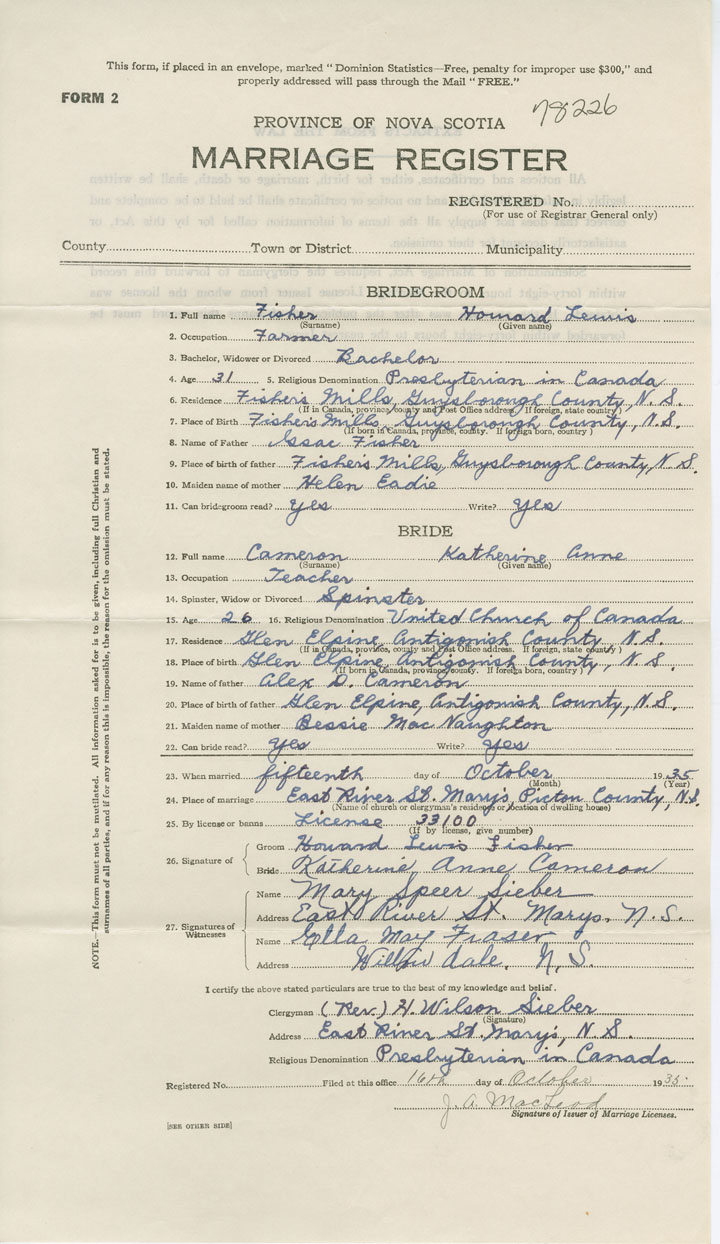 This form, if placed in an envelope, marked "Dominion Statistics—Free, penalty for improper use $300," and
properly addressed will pass through the Mail "FREE."
FORM 2
78226
PROVINCE OF NOVA SCOTIA
MARRIAGE REGISTER
REGISTERED No.
(For use of Registrar General only)
County Town or District Municipality
BRIDEGROOM
1. Full name Fisher Howard Lewis
(Surname) (Given name)
2. Occupation Farmer
3. Bachelor, Widower or Divorced Bachelor
4. Age 31 5. Religious Denomination Presbyterian in Canada
6. Residence Fisher's Mills, Guysborough County, N.S.
(If in Canada, province, county and Post Office address. If foreign, state country)
7. Place of Birth Fisher's Mills, Guysborough County, N.S.
(If born in Canada, province, county. If foreign born, country)
8. Name of Father Issac Fisher
9. Place of birth of father Fisher's Mills, Guysborough County, N.S.
10. Maiden name of mother Helen Eadie
11. Can bridegroom read? yes Write? yes
BRIDE
12. Full name Cameron Katherine Anne
(Surname) (Given name)
13. Occupation Teacher
14. Spinster, Widow or Divorced Spinster
15. Age 26 16. Religious Denomination United Church of Canada
17. Residence Glen Elpine, Antigonish County, N.S.
(If in Canada, province, county and Post Office address. If foreign, state country)
18. Place of birth Glen Elpine, Antigonish County, N.S.
(If born in Canada, province, county. If foreign born, country)
19. Name of father Alex D. Cameron
20. Place of birth of father Glen Elpine, Antigonish County, N.S.
21. Maiden name of mother Bessie MacNaughton
22. Can bride read? yes Write? yes
23. When married fifteenth day of October 1935
(Month) (Year)
24. Place of marriage East River St. Mary's, Pictou County, N.S.
(Name of church or clergyman's residence or location of dwelling house)
25. By license or banns License 33100
(If by license, give number)
26. Signature of Groom Howard Lewis Fisher
Bride Katherine Anne Cameron
27. Signatures of Witnesses Name Mary Speer Sieber
Address East River St. Marys, N.S.
Name Ella May Fraser
Address Willow dale, N.S.
I certify the above stated particulars are true to the best of my knowledge and belief.
Clergyman (Rev.) H. Wilson Sieber
(Signature)
Address East River St. Mary's, N.S.
Religious Denomination Presbyterian in Canada
Registered No. Filed at this office 16th day of October 1935
J. A. MacLeod
Signature of Issuer of Marriage Licenses.
[SEE OTHER SIDE]
NOTE.—This form must not be mutilated. All information asked for is to be given, including full Christian and
surnames of all parties, and if for any reason this is impossible, the reason for the omission must be stated.